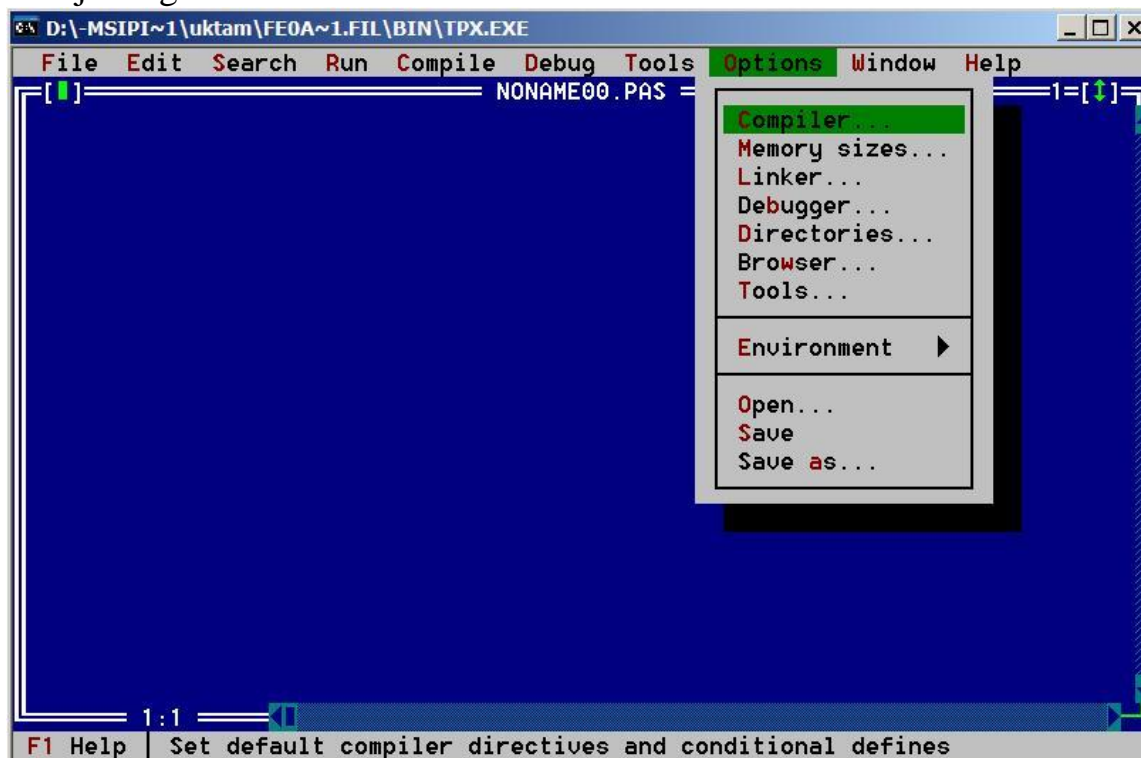 D:\-MSIPI~1\uktam\FE0A~1.FIL\BIN\TPX.EXE
File Edit Search Run Compile Debug Tools Options Window Help
[ ] NONAME00.PAS 1=[↕]
Compiler...
Memory sizes...
Linker...
Debugger...
Directories...
Browser...
Tools...
Environment
Open...
Save
Save as...
1:1
F1 Help | Set default compiler directives and conditional defines